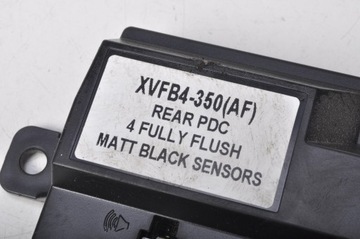 XVFB4-350(AF)
REAR PDC
4 FULLY FLUSH
MATT BLACK SENSORS